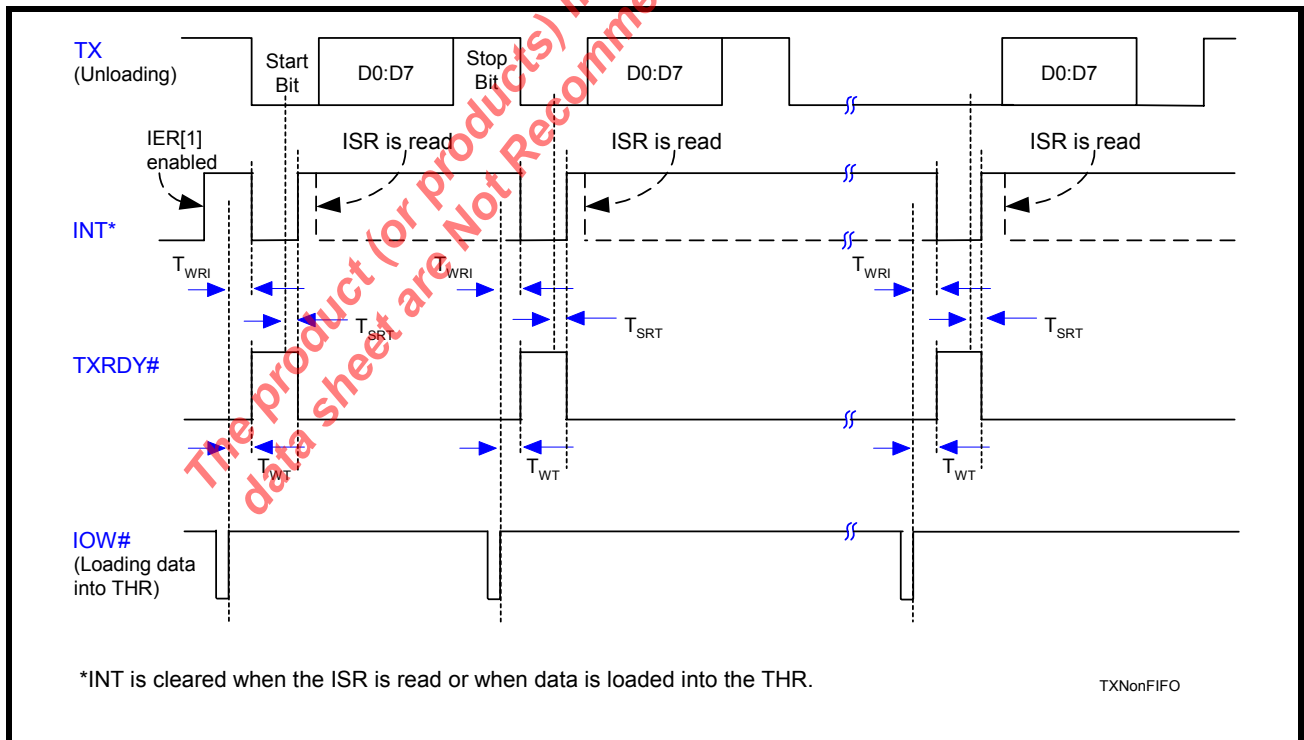 TX
(Unloading)
Start
Bit
D0:D7
Stop
Bit
D0:D7
D0:D7
IER[1]
enabled
ISR is read
ISR is read
ISR is read
INT*
TWRI
TWRI
TWRI
TSRT
TSRT
TSRT
TXRDY#
TWT
TWT
TWT
IOW#
(Loading data
into THR)
*INT is cleared when the ISR is read or when data is loaded into the THR.
TXNonFIFO
The product (or products)
data sheet are Not